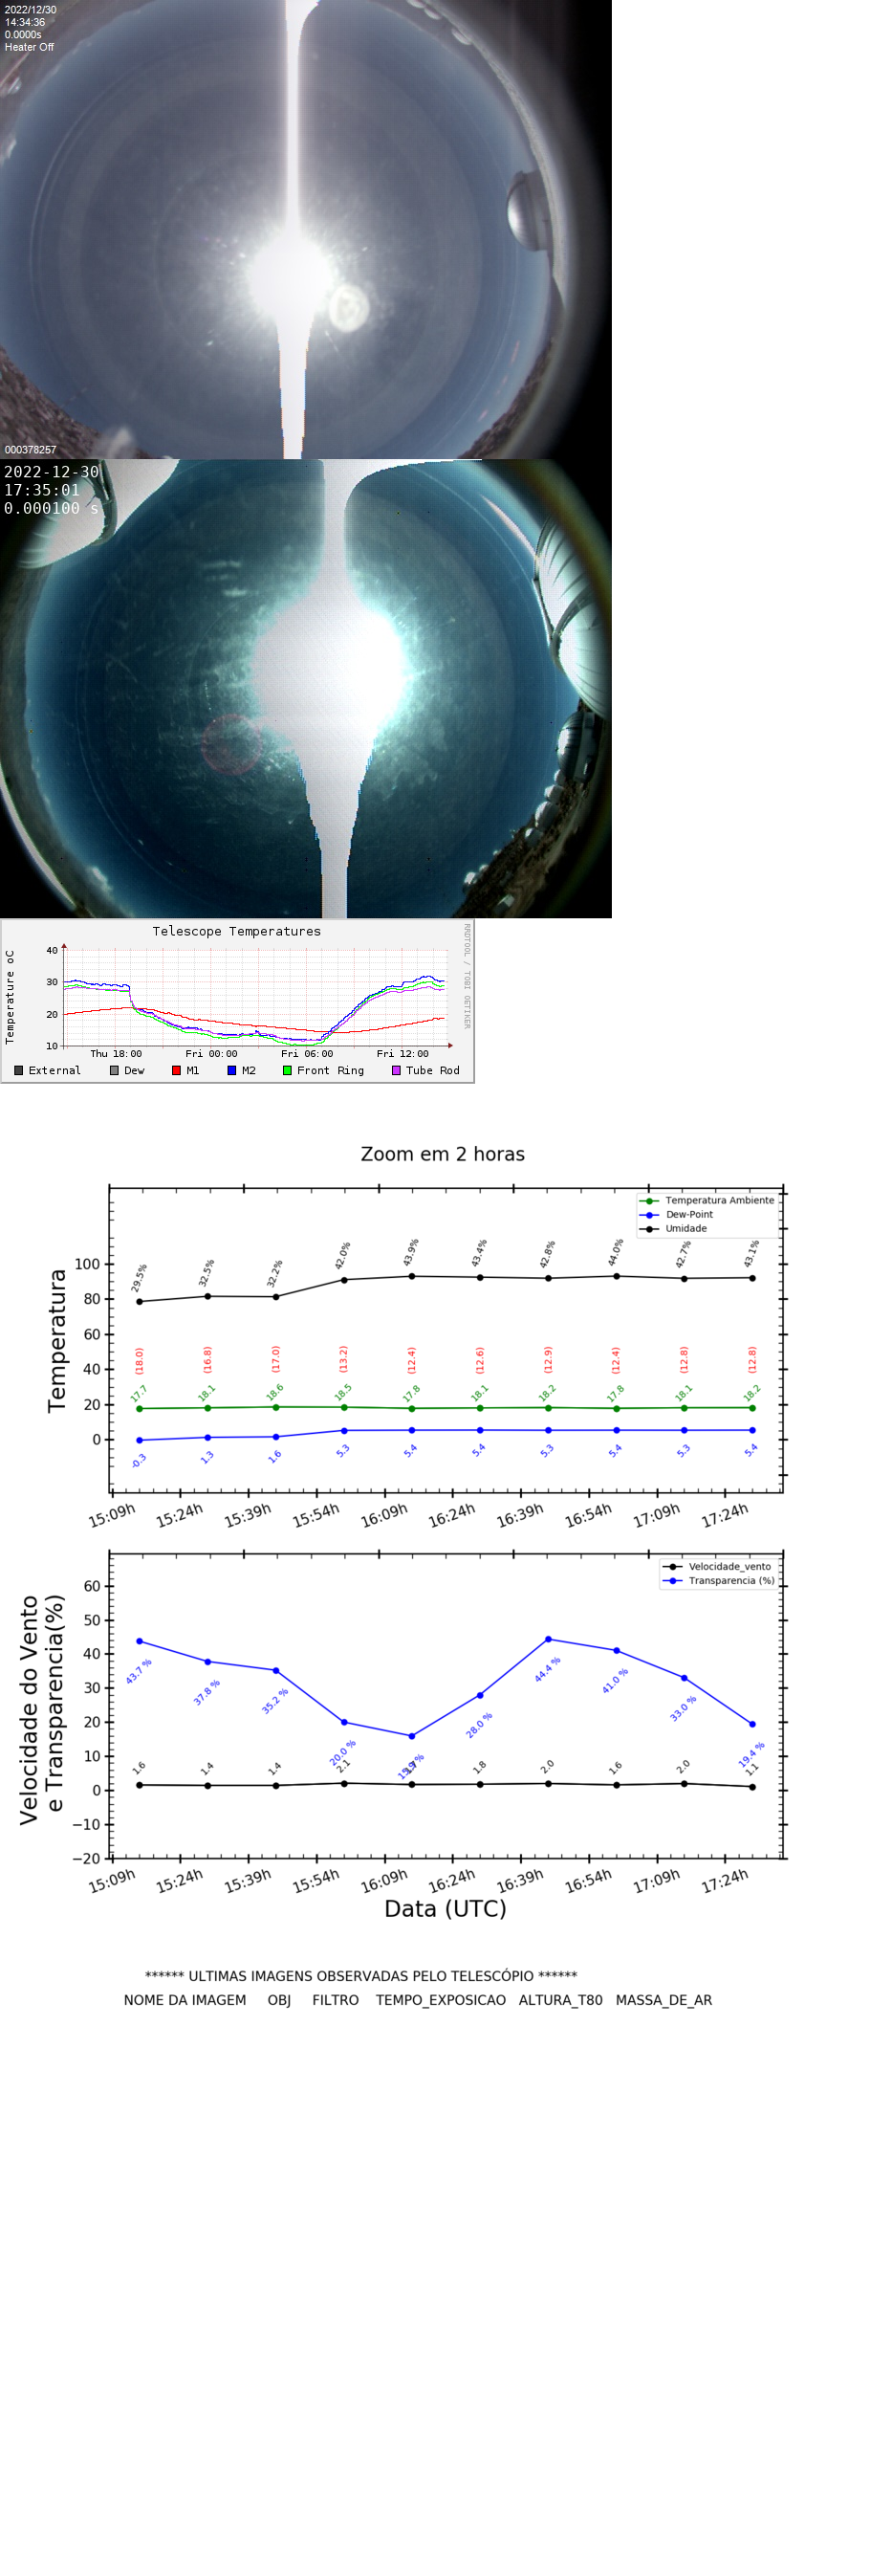 2022/12/30
14:34:36
0.0000s
Heater Off
000378257
2022-12-30
17:35:01
0.000100 s
Telescope Temperatures
RRDTOOL / TOBI OETIKER
Temperature oC
40
30
20
10
Thu 18:00 Fri 00:00 Fri 06:00 Fri 12:00
External Dew M1 M2 Front Ring Tube Rod
Zoom em 2 horas
Temperatura Ambiente
Dew-Point
Umidade
Temperatura
100
80
60
40
20
0
29.5% 32.5% 32.2% 42.0% 43.9% 43.4% 42.8% 44.0% 42.7% 43.1%
(18.0) (16.8) (17.0) (13.2) (12.4) (12.6) (12.9) (12.4) (12.8) (12.8)
17.7 18.1 18.6 18.5 17.8 18.1 18.2 17.8 18.1 18.2
-0.3 1.3 1.6 5.3 5.4 5.4 5.3 5.4 5.3 5.4
15:09h 15:24h 15:39h 15:54h 16:09h 16:24h 16:39h 16:54h 17:09h 17:24h
Velocidade_vento
Transparencia (%)
Velocidade do Vento
e Transparencia(%)
60
50
40
30
20
10
0
−10
−20
43.7 % 37.8 % 35.2 % 20.0 % 28.0 % 44.4 % 41.0 % 33.0 % 19.4 %
1.6 1.4 1.4 2.1 1.8 2.0 1.6 2.0 1.1
15:09h 15:24h 15:39h 15:54h 16:09h 16:24h 16:39h 16:54h 17:09h 17:24h
Data (UTC)
****** ULTIMAS IMAGENS OBSERVADAS PELO TELESCÓPIO ******
NOME DA IMAGEM OBJ FILTRO TEMPO_EXPOSICAO ALTURA_T80 MASSA_DE_AR